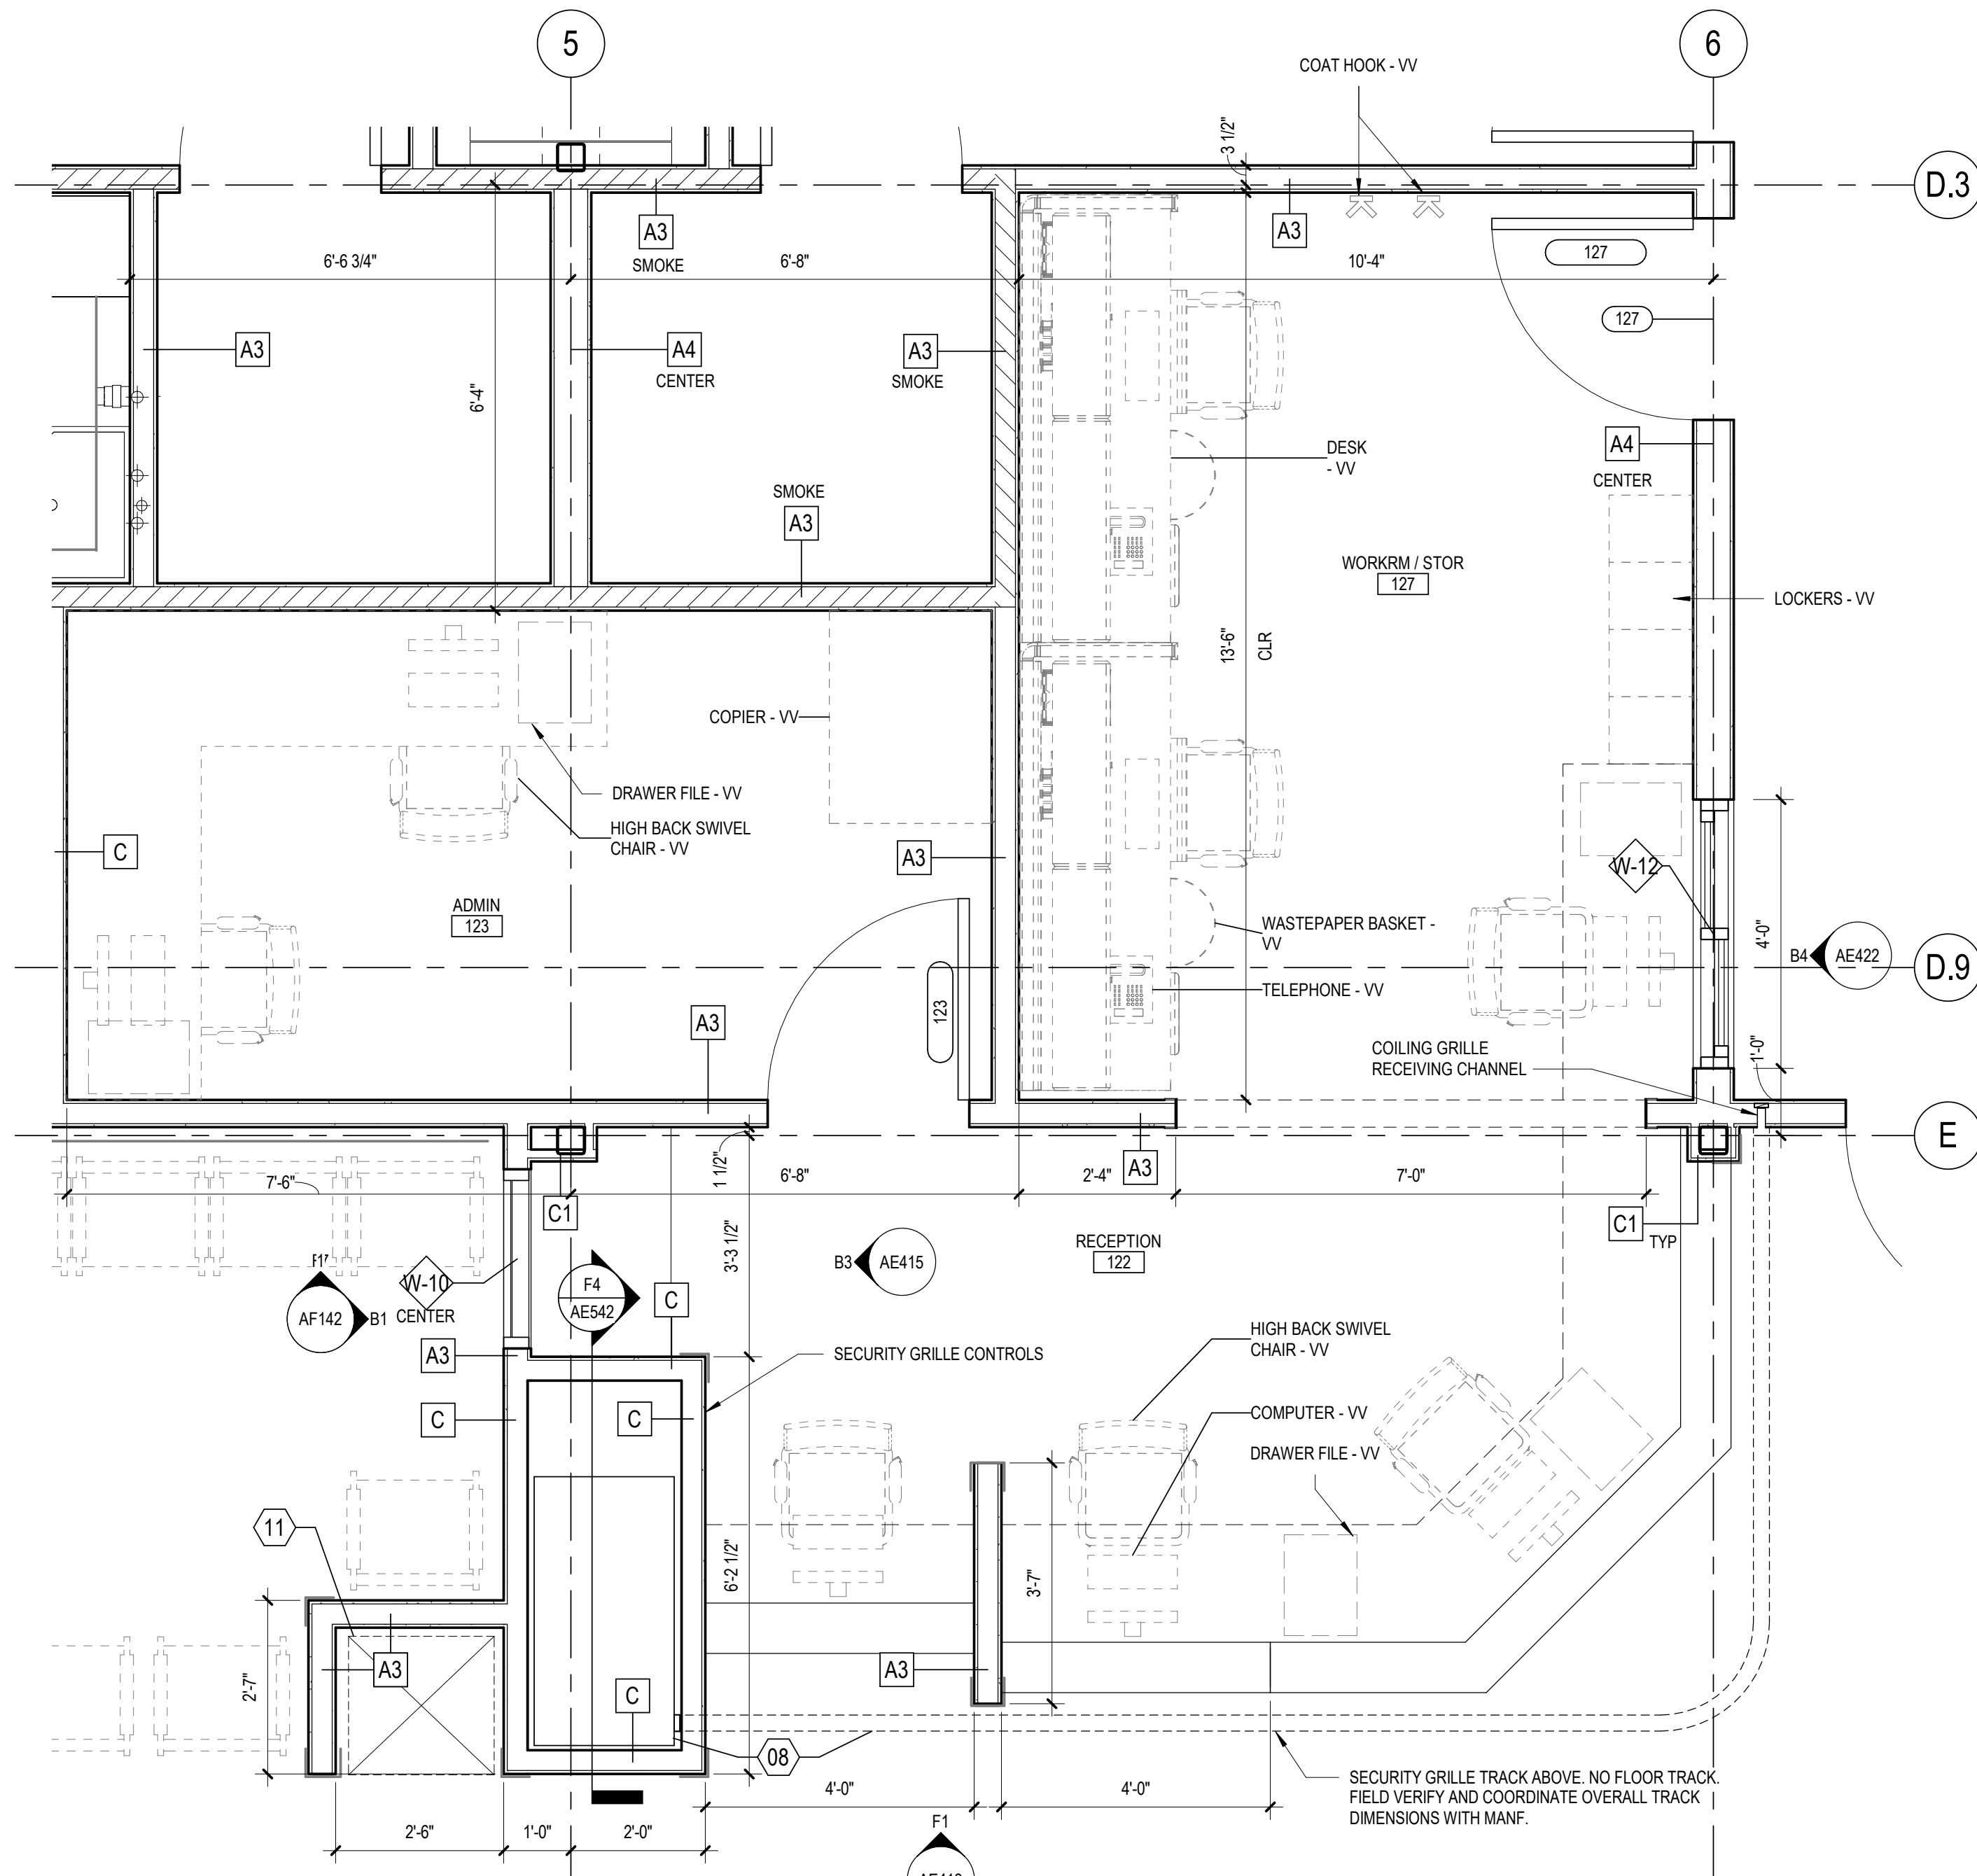 5
6
COAT HOOK - VV
3 1/2"
D.3
A3
SMOKE
A3
127
6'-6 3/4"
6'-8"
10'-4"
127
A3
A4
CENTER
A3
SMOKE
6'-4"
A4
CENTER
DESK
- VV
SMOKE
A3
WORKRM / STOR
127
LOCKERS - VV
13'-6"
CLR
COPIER - VV
DRAWER FILE - VV
HIGH BACK SWIVEL
CHAIR - VV
C
A3
W-12
ADMIN
123
WASTEPAPER BASKET -
VV
4'-0"
B4
AE422
D.9
TELEPHONE - VV
123
A3
COILING GRILLE
RECEIVING CHANNEL
1'-0"
E
1 1/2"
7'-6"
6'-8"
2'-4"
A3
7'-0"
C1
C1
TYP
3'-3 1/2"
RECEPTION
122
B3
AE415
W-10
CENTER
AF142
B1
F4
AE542
C
A3
SECURITY GRILLE CONTROLS
HIGH BACK SWIVEL
CHAIR - VV
C
C
COMPUTER - VV
DRAWER FILE - VV
11
6'-2 1/2"
3'-7"
2'-7"
A3
A3
C
08
4'-0"
4'-0"
SECURITY GRILLE TRACK ABOVE. NO FLOOR TRACK.
FIELD VERIFY AND COORDINATE OVERALL TRACK
DIMENSIONS WITH MANF.
2'-6"
1'-0"
2'-0"
F1